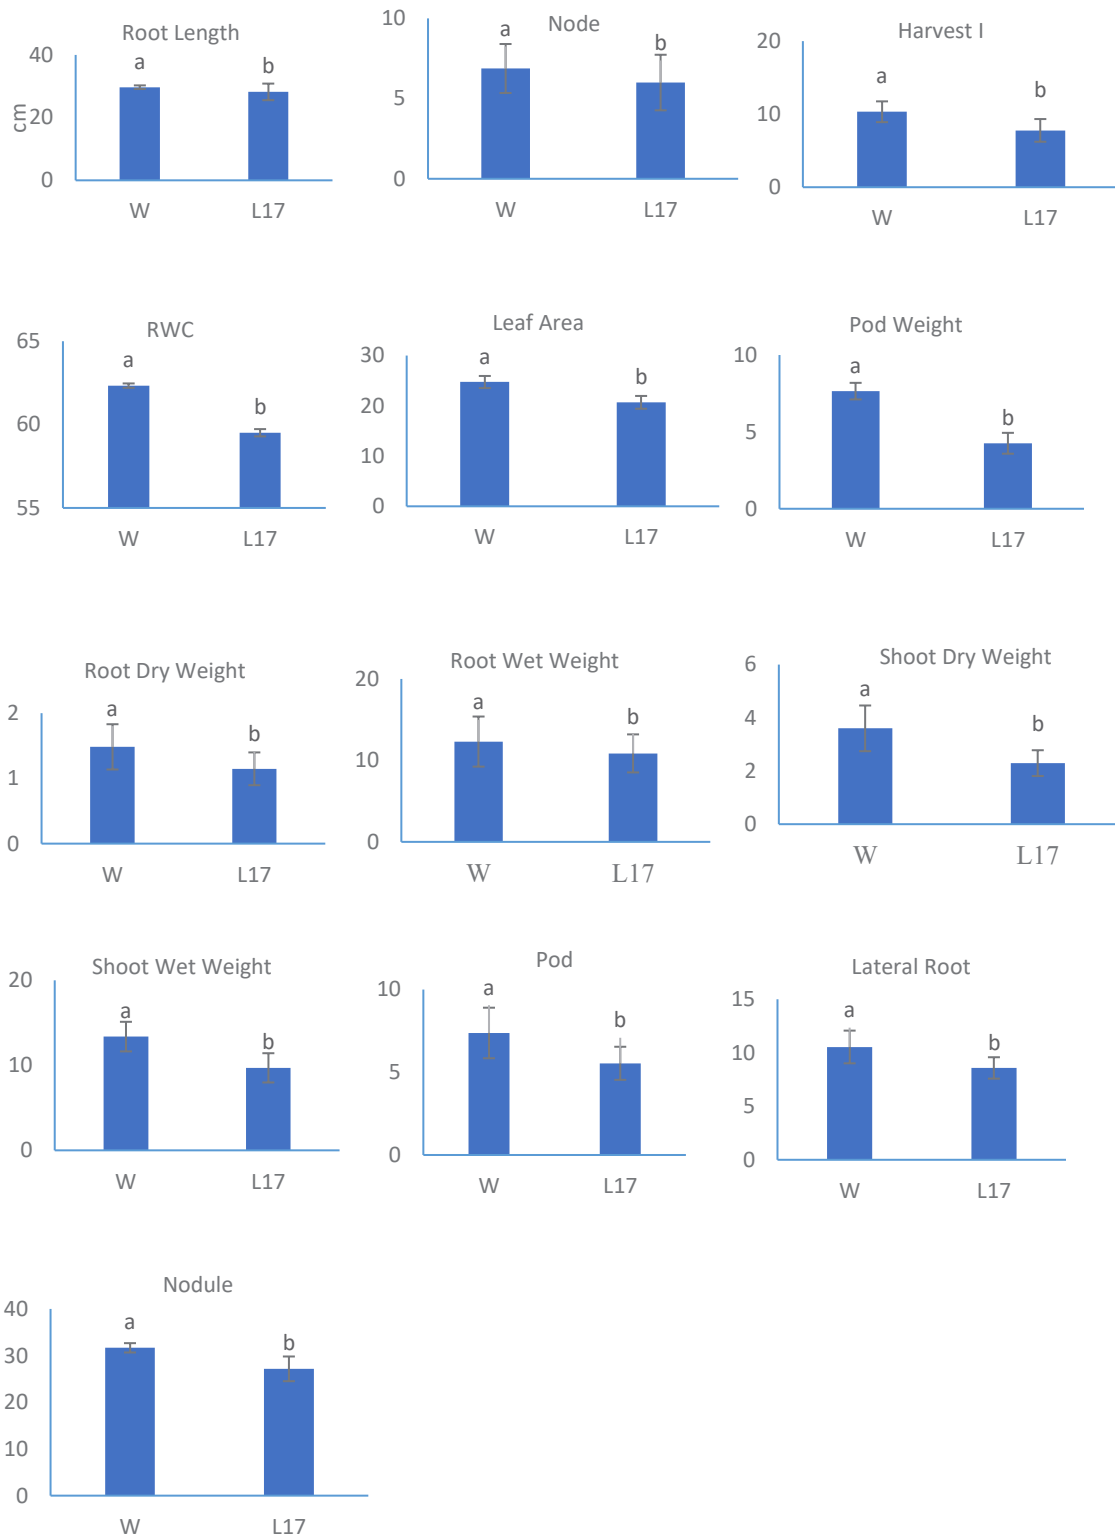 Root Length
40
20
0
cm
a
b
W
L17
Node
10
5
0
a
b
W
L17
Harvest I
20
10
0
a
b
W
L17
RWC
65
60
55
a
b
W
L17
Leaf Area
30
20
10
0
a
b
W
L17
Pod Weight
10
5
0
a
b
W
L17
Root Dry Weight
2
1
0
a
b
W
L17
Root Wet Weight
20
10
0
a
b
W
L17
Shoot Dry Weight
6
4
2
0
a
b
W
L17
Shoot Wet Weight
20
10
0
a
b
W
L17
Pod
10
5
0
a
b
W
L17
Lateral Root
15
10
5
0
a
b
W
L17
Nodule
40
30
20
10
0
a
b
W
L17